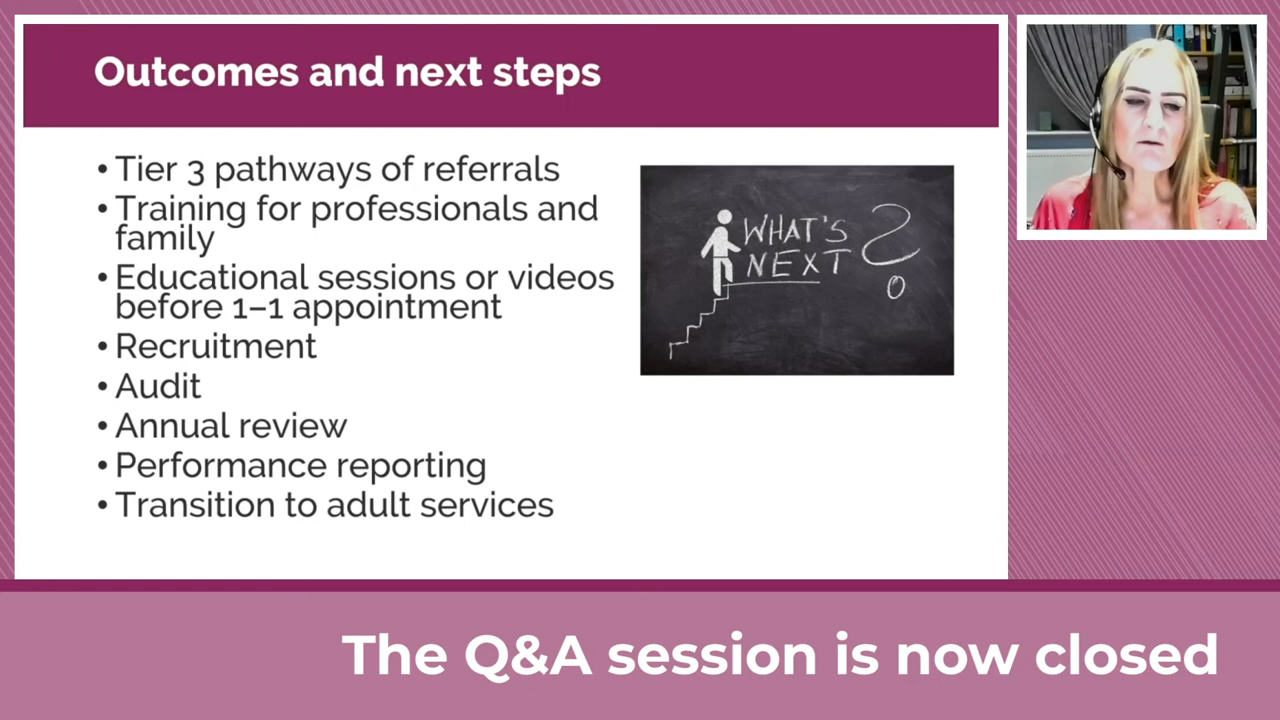 Outcomes and next steps
• Tier 3 pathways of referrals
• Training for professionals and
family
• Educational sessions or videos
before 1–1 appointment
• Recruitment
• Audit
• Annual review
• Performance reporting
• Transition to adult services
WHAT'S
NEXT ?
The Q&A session is now closed